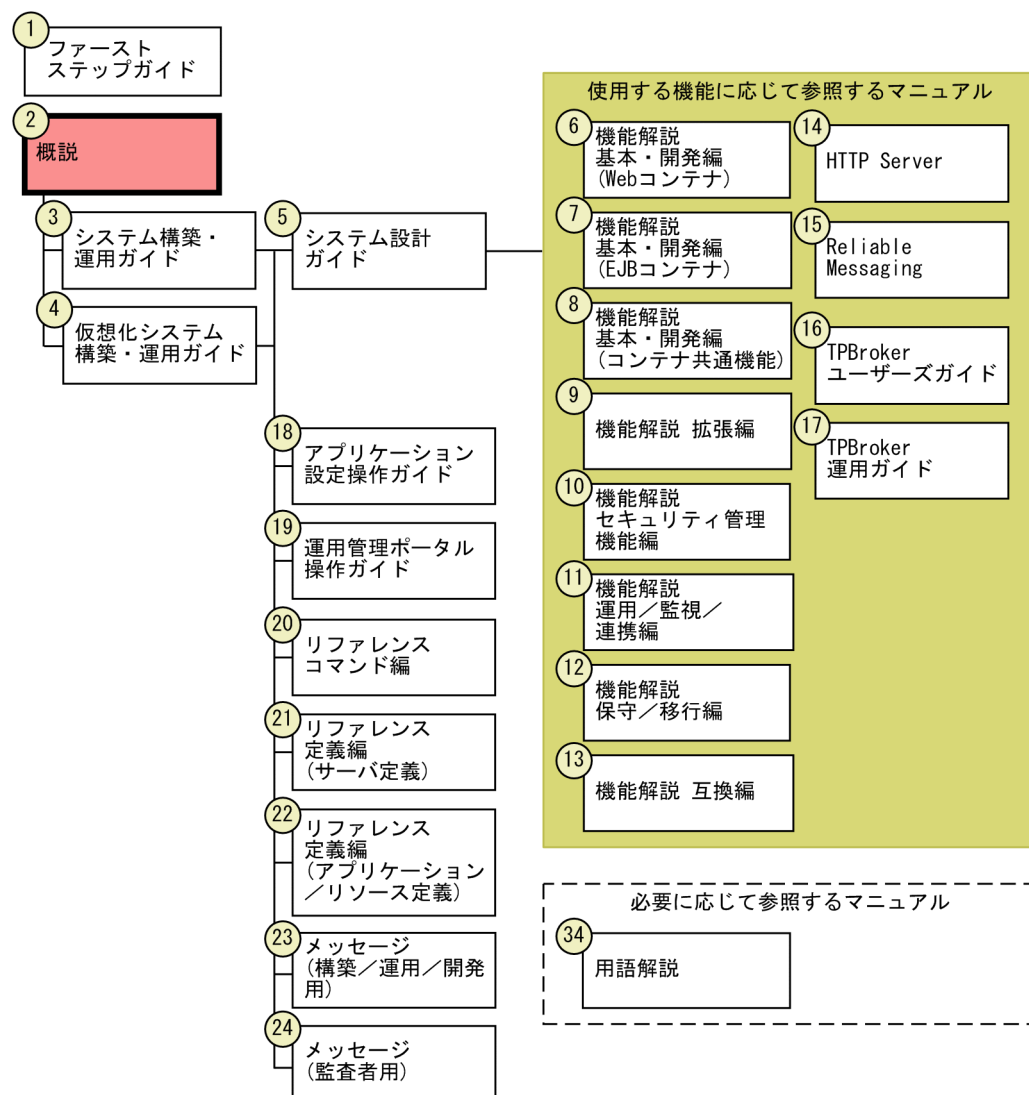 1
ファースト
ステップガイド
2
概説
3
システム構築・
運用ガイド
4
仮想化システム
構築・運用ガイド
5
システム設計
ガイド
使用する機能に応じて参照するマニュアル
6
機能解説
基本・開発編
(Webコンテナ)
7
機能解説
基本・開発編
(EJBコンテナ)
8
機能解説
基本・開発編
(コンテナ共通機能)
9
機能解説 拡張編
10
機能解説
セキュリティ管理
機能編
11
機能解説
運用／監視／
連携編
12
機能解説
保守／移行編
13
機能解説 互換編
14
HTTP Server
15
Reliable
Messaging
16
TPBroker
ユーザーズガイド
17
TPBroker
運用ガイド
18
アプリケーション
設定操作ガイド
19
運用管理ポータル
操作ガイド
20
リファレンス
コマンド編
21
リファレンス
定義編
(サーバ定義)
22
リファレンス
定義編
(アプリケーション
／リソース定義)
23
メッセージ
(構築／運用／開発
用)
24
メッセージ
(監査者用)
必要に応じて参照するマニュアル
34
用語解説